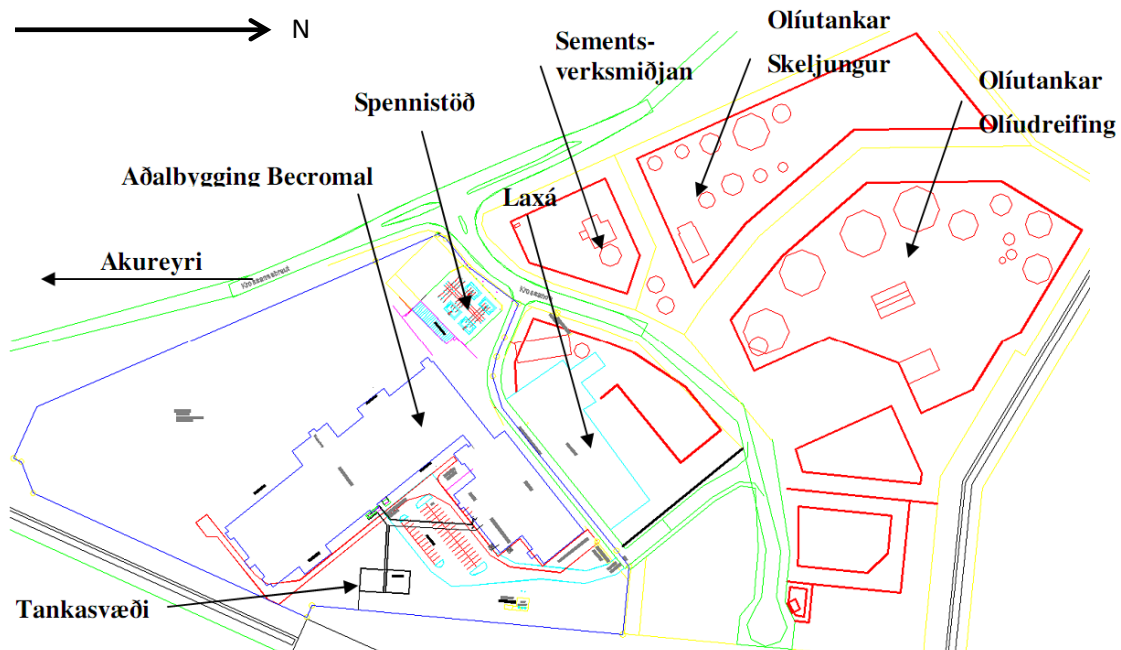 N
Olíutankar
Skeljungur
Sements-
verksmiðjan
Olíutankar
Olíudreifing
Spennistöð
Aðalbygging Becromal
Laxá
Akureyri
Tankasvæði